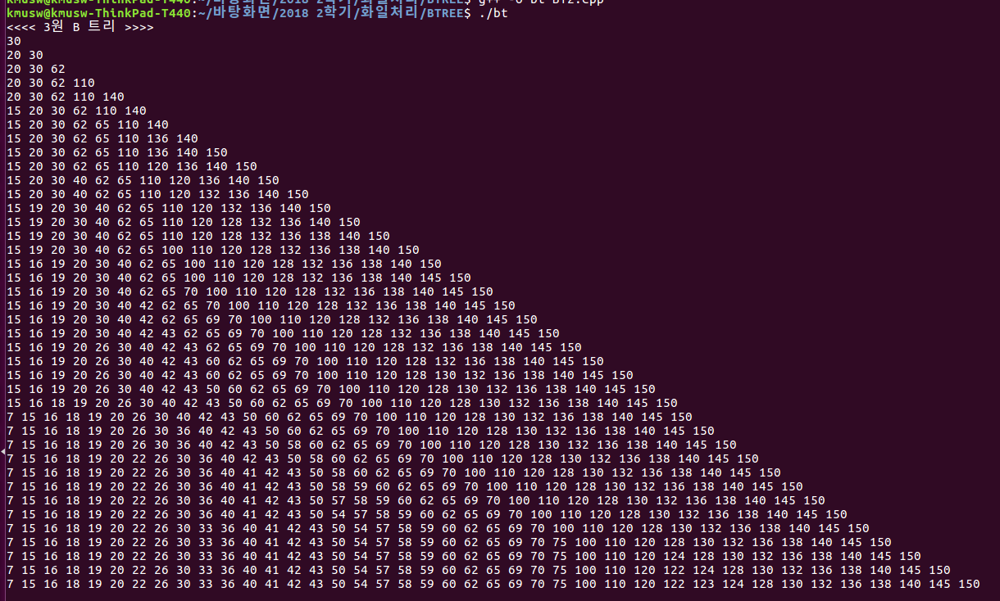 kmusw@kmusw-ThinkPad-T440:~/바탕화면/2018 2학기/화일처리/BTREE$ g++ -o bt BT2.cpp
kmusw@kmusw-ThinkPad-T440:~/바탕화면/2018 2학기/화일처리/BTREE$ ./bt
<<<< 3원 B 트리 >>>>
30
20 30
20 30 62
20 30 62 110
20 30 62 110 140
15 20 30 62 110 140
15 20 30 62 65 110 140
15 20 30 62 65 110 136 140
15 20 30 62 65 110 136 140 150
15 20 30 62 65 110 120 136 140 150
15 20 30 40 62 65 110 120 136 140 150
15 20 30 40 62 65 110 120 132 136 140 150
15 19 20 30 40 62 65 110 120 132 136 140 150
15 19 20 30 40 62 65 110 120 128 132 136 140 150
15 19 20 30 40 62 65 110 120 128 132 136 138 140 150
15 19 20 30 40 62 65 100 110 120 128 132 136 138 140 150
15 16 19 20 30 40 62 65 100 110 120 128 132 136 138 140 150
15 16 19 20 30 40 62 65 100 110 120 128 132 136 138 140 145 150
15 16 19 20 30 40 62 65 70 100 110 120 128 132 136 138 140 145 150
15 16 19 20 30 40 42 62 65 70 100 110 120 128 132 136 138 140 145 150
15 16 19 20 30 40 42 62 65 69 70 100 110 120 128 132 136 138 140 145 150
15 16 19 20 30 40 42 43 62 65 69 70 100 110 120 128 132 136 138 140 145 150
15 16 19 20 26 30 40 42 43 62 65 69 70 100 110 120 128 132 136 138 140 145 150
15 16 19 20 26 30 40 42 43 60 62 65 69 70 100 110 120 128 132 136 138 140 145 150
15 16 19 20 26 30 40 42 43 60 62 65 69 70 100 110 120 128 130 132 136 138 140 145 150
15 16 19 20 26 30 40 42 43 50 60 62 65 69 70 100 110 120 128 130 132 136 138 140 145 150
15 16 18 19 20 26 30 40 42 43 50 60 62 65 69 70 100 110 120 128 130 132 136 138 140 145 150
7 15 16 18 19 20 26 30 40 42 43 50 60 62 65 69 70 100 110 120 128 130 132 136 138 140 145 150
7 15 16 18 19 20 26 30 36 40 42 43 50 60 62 65 69 70 100 110 120 128 130 132 136 138 140 145 150
7 15 16 18 19 20 26 30 36 40 42 43 50 58 60 62 65 69 70 100 110 120 128 130 132 136 138 140 145 150
7 15 16 18 19 20 22 26 30 36 40 42 43 50 58 60 62 65 69 70 100 110 120 128 130 132 136 138 140 145 150
7 15 16 18 19 20 22 26 30 36 40 41 42 43 50 58 60 62 65 69 70 100 110 120 128 130 132 136 138 140 145 150
7 15 16 18 19 20 22 26 30 36 40 41 42 43 50 58 59 60 62 65 69 70 100 110 120 128 130 132 136 138 140 145 150
7 15 16 18 19 20 22 26 30 36 40 41 42 43 50 57 58 59 60 62 65 69 70 100 110 120 128 130 132 136 138 140 145 150
7 15 16 18 19 20 22 26 30 36 40 41 42 43 50 54 57 58 59 60 62 65 69 70 100 110 120 128 130 132 136 138 140 145 150
7 15 16 18 19 20 22 26 30 33 36 40 41 42 43 50 54 57 58 59 60 62 65 69 70 100 110 120 128 130 132 136 138 140 145 150
7 15 16 18 19 20 22 26 30 33 36 40 41 42 43 50 54 57 58 59 60 62 65 69 70 75 100 110 120 128 130 132 136 138 140 145 150
7 15 16 18 19 20 22 26 30 33 36 40 41 42 43 50 54 57 58 59 60 62 65 69 70 75 100 110 120 124 128 130 132 136 138 140 145 150
7 15 16 18 19 20 22 26 30 33 36 40 41 42 43 50 54 57 58 59 60 62 65 69 70 75 100 110 120 122 124 128 130 132 136 138 140 145 150
7 15 16 18 19 20 22 26 30 33 36 40 41 42 43 50 54 57 58 59 60 62 65 69 70 75 100 110 120 122 123 124 128 130 132 136 138 140 145 150